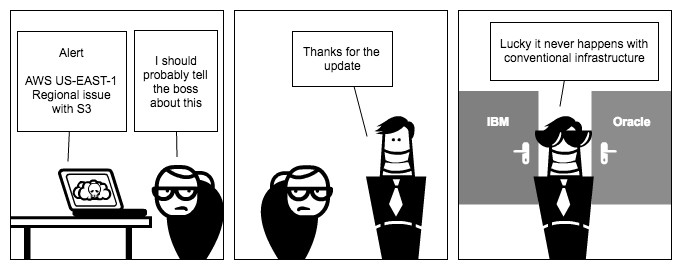 Alert
AWS US-EAST-1
Regional issue
with S3
I should
probably tell
the boss
about this
Thanks for the
update
Lucky it never happens with
conventional infrastructure
IBM
Oracle